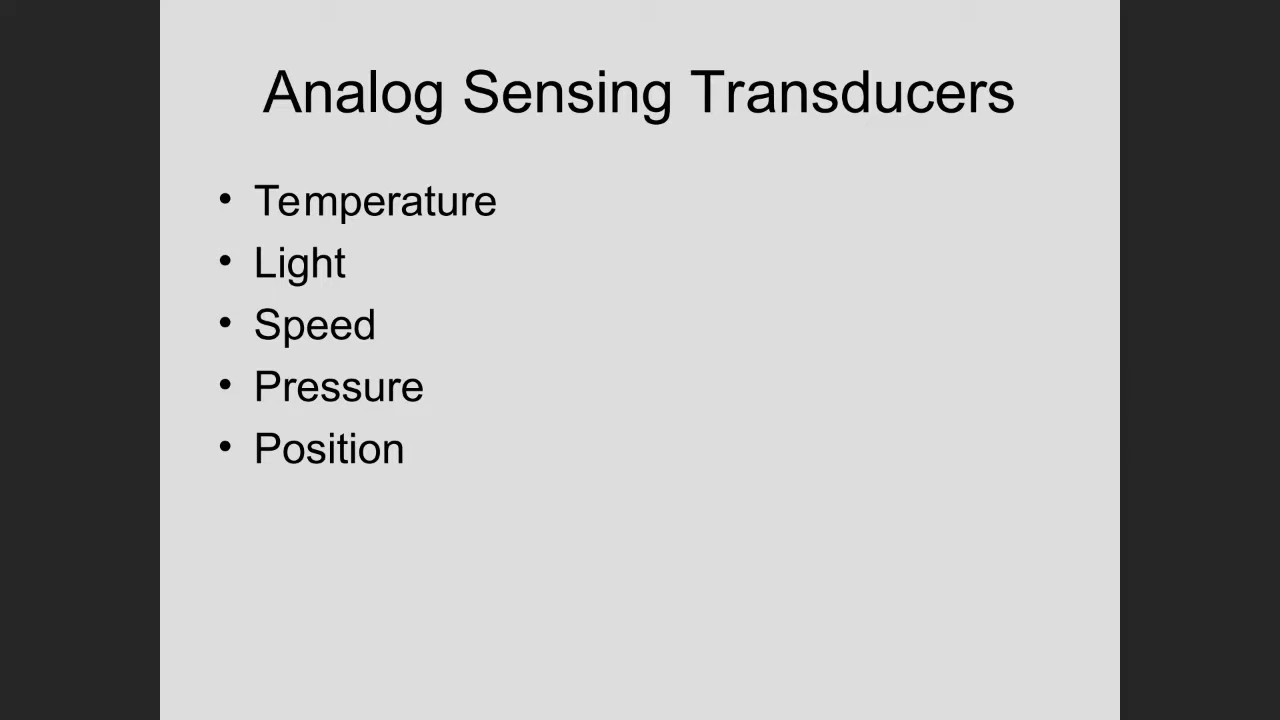 Analog Sensing Transducers
• Temperature
• Light
• Speed
• Pressure
• Position